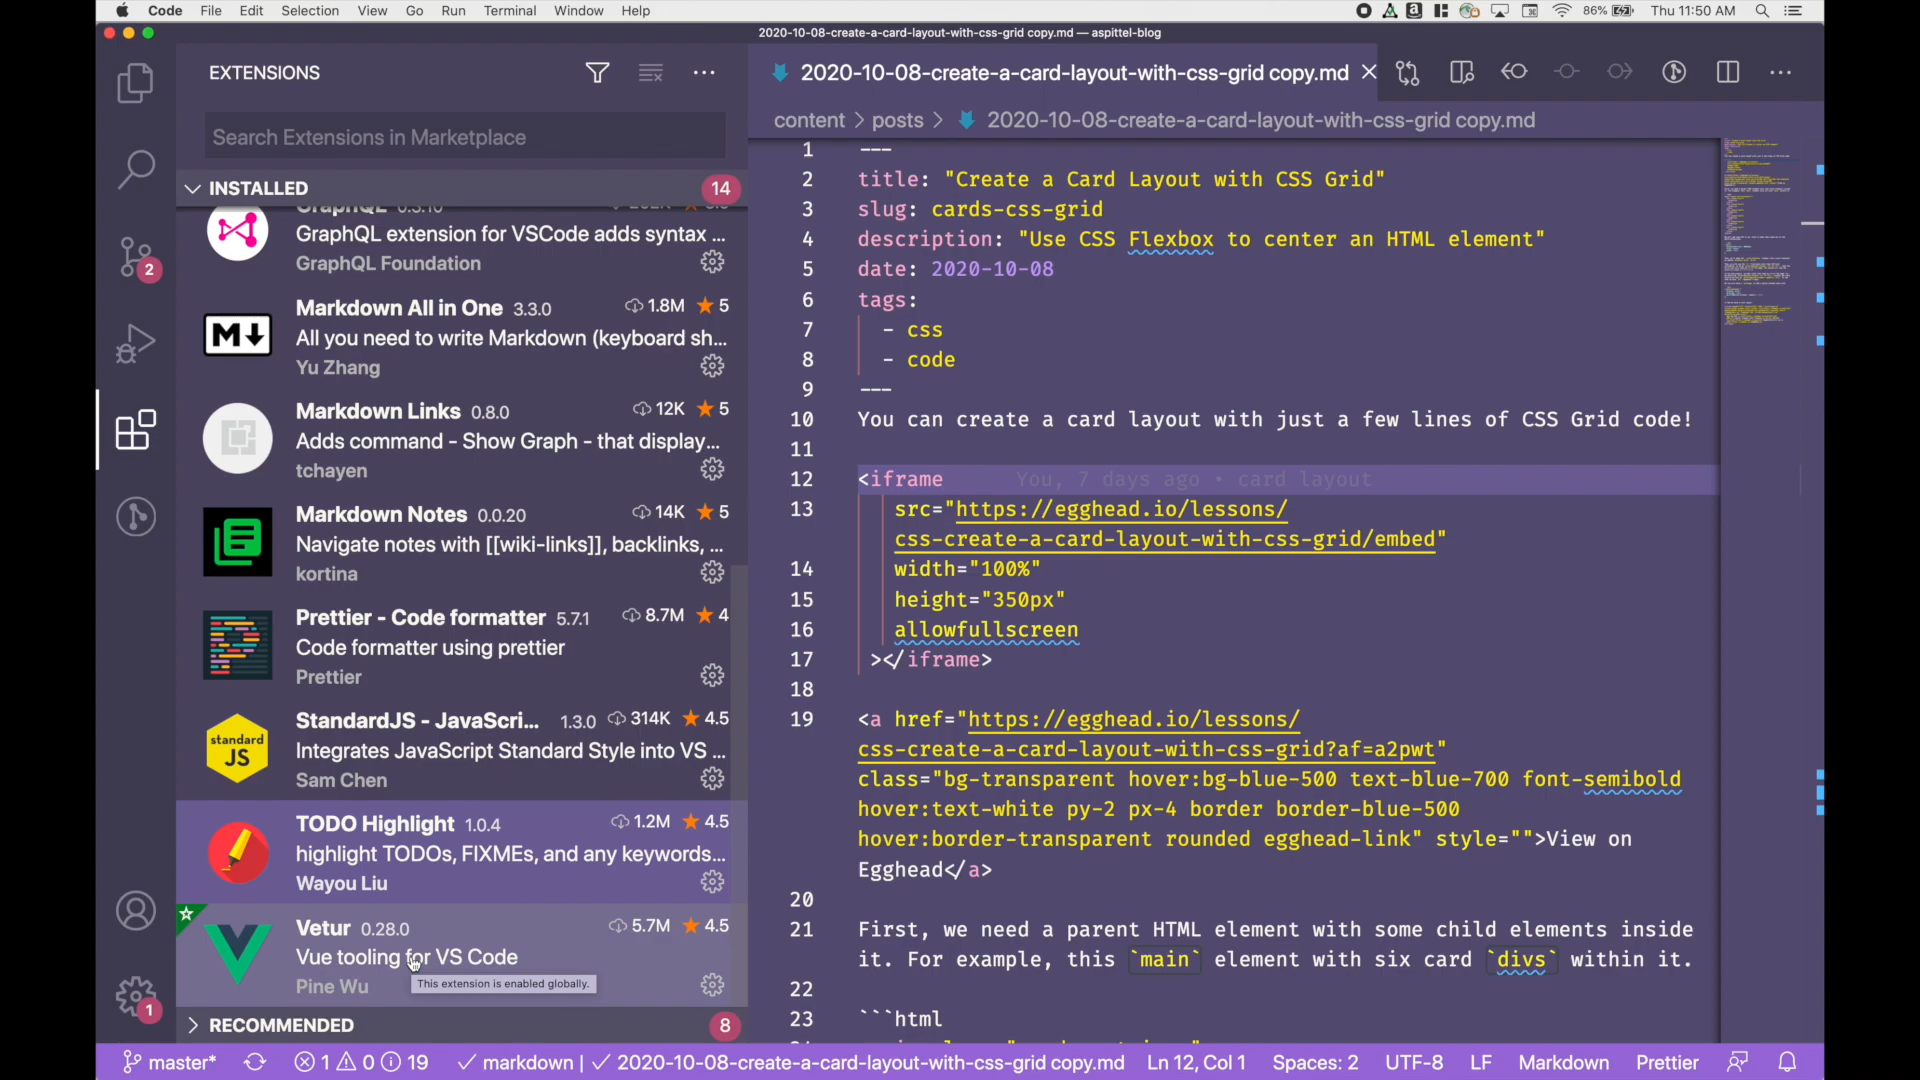 Code File Edit Selection View Go Run Terminal Window Help
86% Thu 11:50 AM
2020-10-08-create-a-card-layout-with-css-grid copy.md — aspittel-blog
EXTENSIONS
Search Extensions in Marketplace
INSTALLED 14
GraphQL 0.3.10
GraphQL extension for VSCode adds syntax ...
GraphQL Foundation
Markdown All in One 3.3.0 1.8M 5
All you need to write Markdown (keyboard sh...
Yu Zhang
Markdown Links 0.8.0 12K 5
Adds command - Show Graph - that display...
tchayen
Markdown Notes 0.0.20 14K 5
Navigate notes with [[wiki-links]], backlinks, ...
kortina
Prettier - Code formatter 5.7.1 8.7M 4
Code formatter using prettier
Prettier
standard
JS
StandardJS - JavaScri... 1.3.0 314K 4.5
Integrates JavaScript Standard Style into VS ...
Sam Chen
TODO Highlight 1.0.4 1.2M 4.5
highlight TODOs, FIXMEs, and any keywords...
Wayou Liu
Vetur 0.28.0 5.7M 4.5
Vue tooling for VS Code
Pine Wu
This extension is enabled globally.
RECOMMENDED 8
2
1
2020-10-08-create-a-card-layout-with-css-grid copy.md
content > posts > 2020-10-08-create-a-card-layout-with-css-grid copy.md
1 ---
2 title: "Create a Card Layout with CSS Grid"
3 slug: cards-css-grid
4 description: "Use CSS Flexbox to center an HTML element"
5 date: 2020-10-08
6 tags:
7 - css
8 - code
9 ---
10 You can create a card layout with just a few lines of CSS Grid code!
11
12 <iframe You, 7 days ago • card layout
13 src="https://egghead.io/lessons/
css-create-a-card-layout-with-css-grid/embed"
14 width="100%"
15 height="350px"
16 allowfullscreen
17 ></iframe>
18
19 <a href="https://egghead.io/lessons/
css-create-a-card-layout-with-css-grid?af=a2pwt"
class="bg-transparent hover:bg-blue-500 text-blue-700 font-semibold
hover:text-white py-2 px-4 border border-blue-500
hover:border-transparent rounded egghead-link" style="">View on
Egghead</a>
20
21 First, we need a parent HTML element with some child elements inside
it. For example, this `main` element with six card `divs` within it.
22
23 ```html
master* 1 0 19 markdown | 2020-10-08-create-a-card-layout-with-css-grid copy.md Ln 12, Col 1 Spaces: 2 UTF-8 LF Markdown Prettier